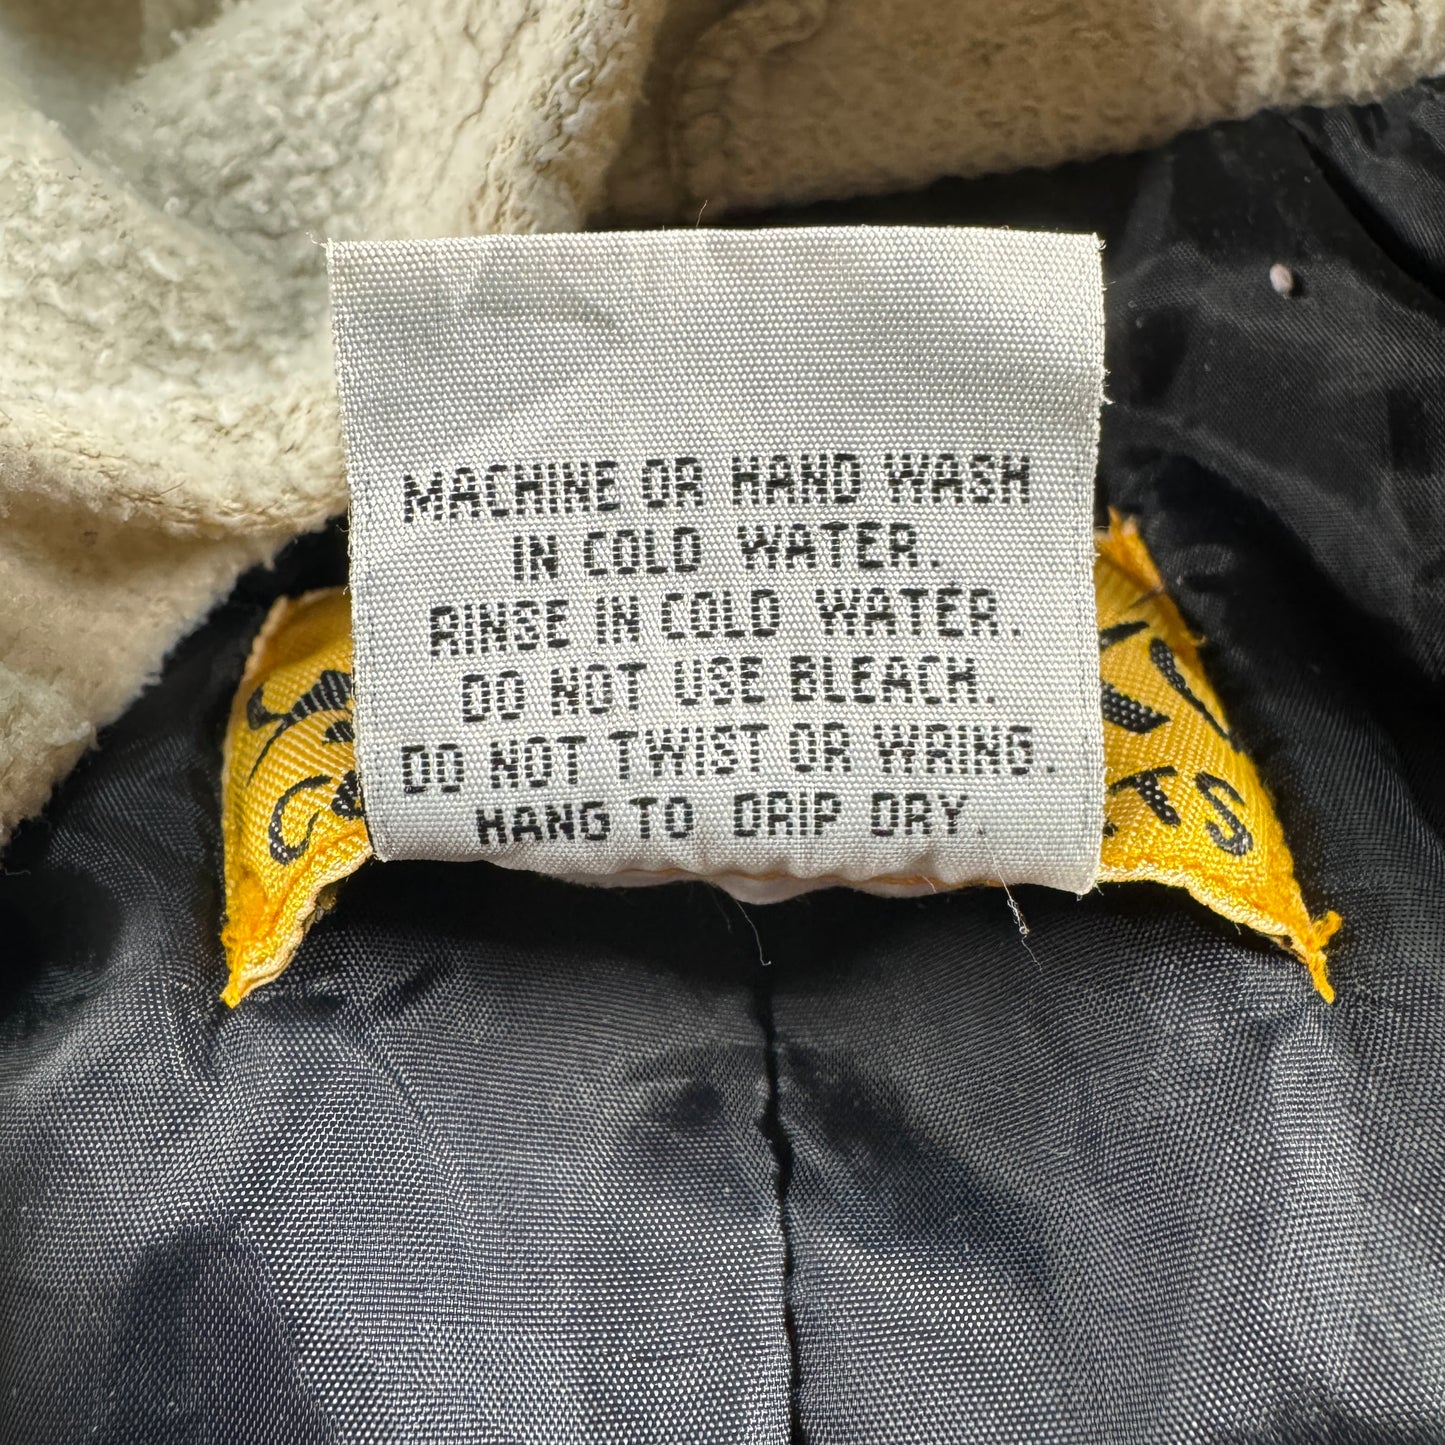 MACHINE OR HAND WASH
IN COLD WATER.
RINSE IN COLD WATER.
DO NOT USE BLEACH.
DO NOT TWIST OR WRING.
HANG TO DRIP DRY.